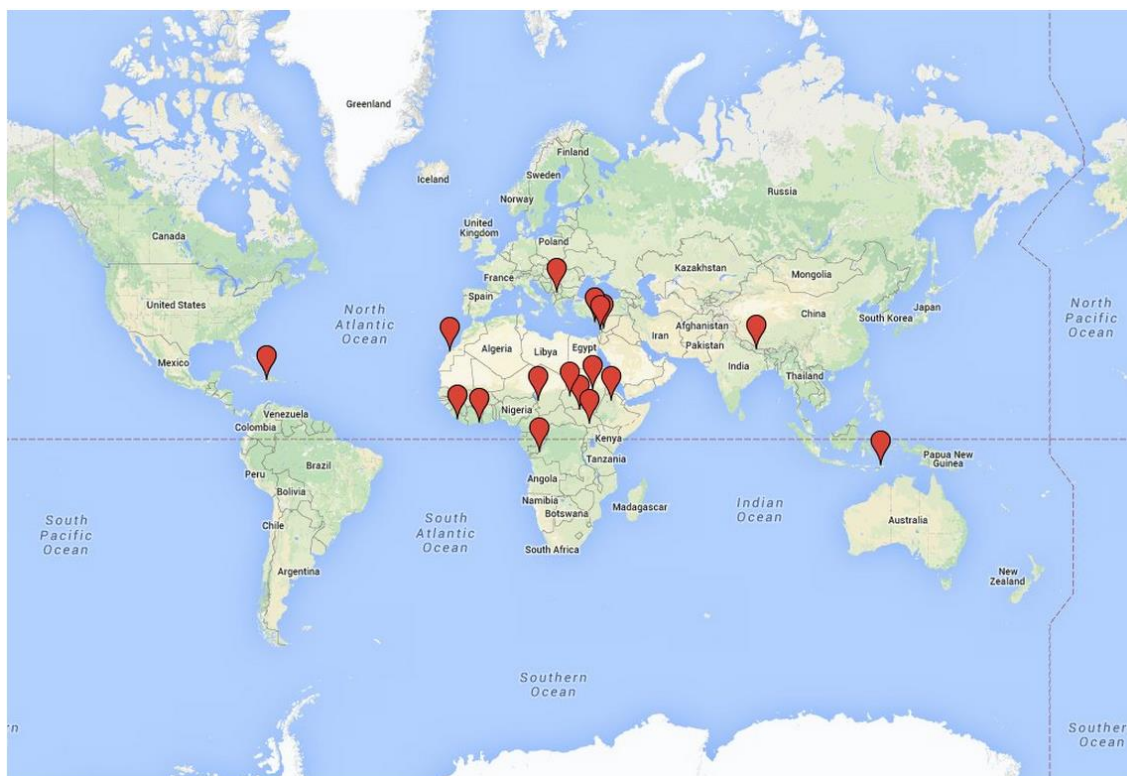 Greenland
Iceland
Finland
Sweden
Norway
Russia
United
Kingdom
Canada
Poland
France
Kazakhstan
Mongolia
United States
Spain
North
Atlantic
Ocean
North
Pacific
Ocean
Japan
South Korea
China
Afghanistan
Iran
Pakistan
Algeria
Libya
Egypt
Mexico
India
Thailand
Nigeria
Venezuela
Colombia
Kenya
Tanzania
Papua New
Guinea
Peru
Brazil
Angola
Bolivia
Namibia
Botswana
Madagascar
Indian
Ocean
South
Pacific
Ocean
Chile
South
Atlantic
Ocean
Australia
South Africa
Argentina
New
Zealand
Southern
Ocean
Southern
Ocean